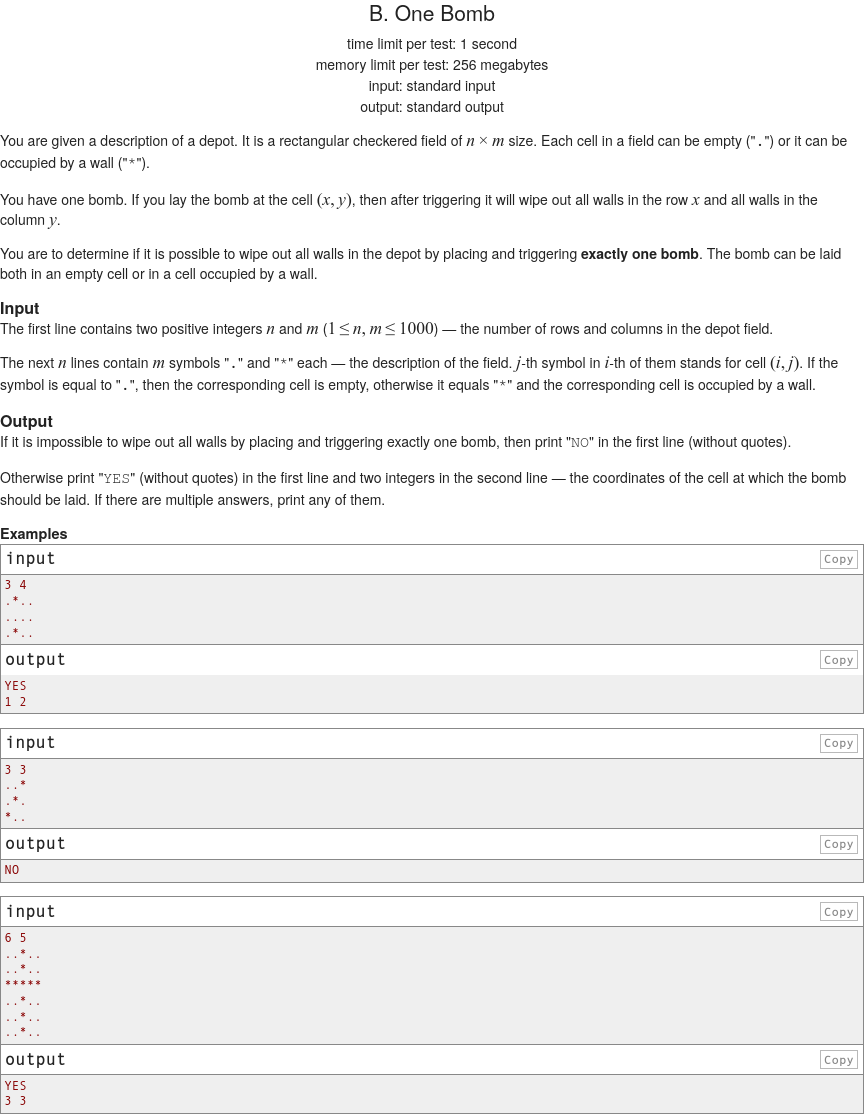 B. One Bomb
time limit per test: 1 second
memory limit per test: 256 megabytes
input: standard input
output: standard output
You are given a description of a depot. It is a rectangular checkered field of n × m size. Each cell in a field can be empty (".") or it can be
occupied by a wall ("*").
You have one bomb. If you lay the bomb at the cell (x, y), then after triggering it will wipe out all walls in the row x and all walls in the
column y.
You are to determine if it is possible to wipe out all walls in the depot by placing and triggering exactly one bomb. The bomb can be laid
both in an empty cell or in a cell occupied by a wall.
Input
The first line contains two positive integers n and m (1 ≤ n, m ≤ 1000) — the number of rows and columns in the depot field.
The next n lines contain m symbols "." and "*" each — the description of the field. j-th symbol in i-th of them stands for cell (i, j). If the
symbol is equal to ".", then the corresponding cell is empty, otherwise it equals "*" and the corresponding cell is occupied by a wall.
Output
If it is impossible to wipe out all walls by placing and triggering exactly one bomb, then print "NO" in the first line (without quotes).
Otherwise print "YES" (without quotes) in the first line and two integers in the second line — the coordinates of the cell at which the bomb
should be laid. If there are multiple answers, print any of them.
Examples
input Copy
3 4
.*..
....
.*..
output Copy
YES
1 2
input Copy
3 3
..*
.*.
*..
output Copy
NO
input Copy
6 5
..*..
..*..
*****
..*..
..*..
..*..
output Copy
YES
3 3